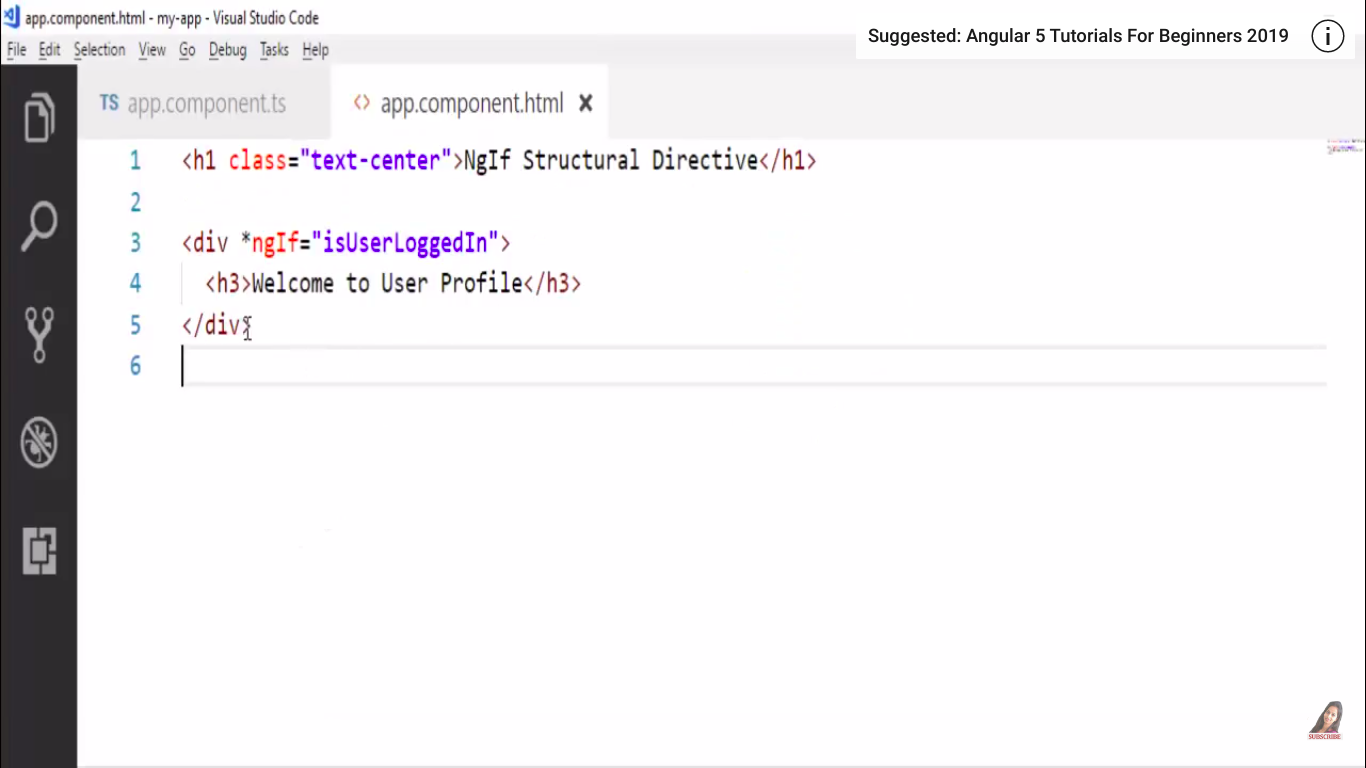 app.component.html - my-app - Visual Studio Code
File Edit Selection View Go Debug Tasks Help
Suggested: Angular 5 Tutorials For Beginners 2019
TS app.component.ts <> app.component.html
1 <h1 class="text-center">NgIf Structural Directive</h1>
2
3 <div *ngIf="isUserLoggedIn">
4 <h3>Welcome to User Profile</h3>
5 </div>
6
SUBSCRIBE